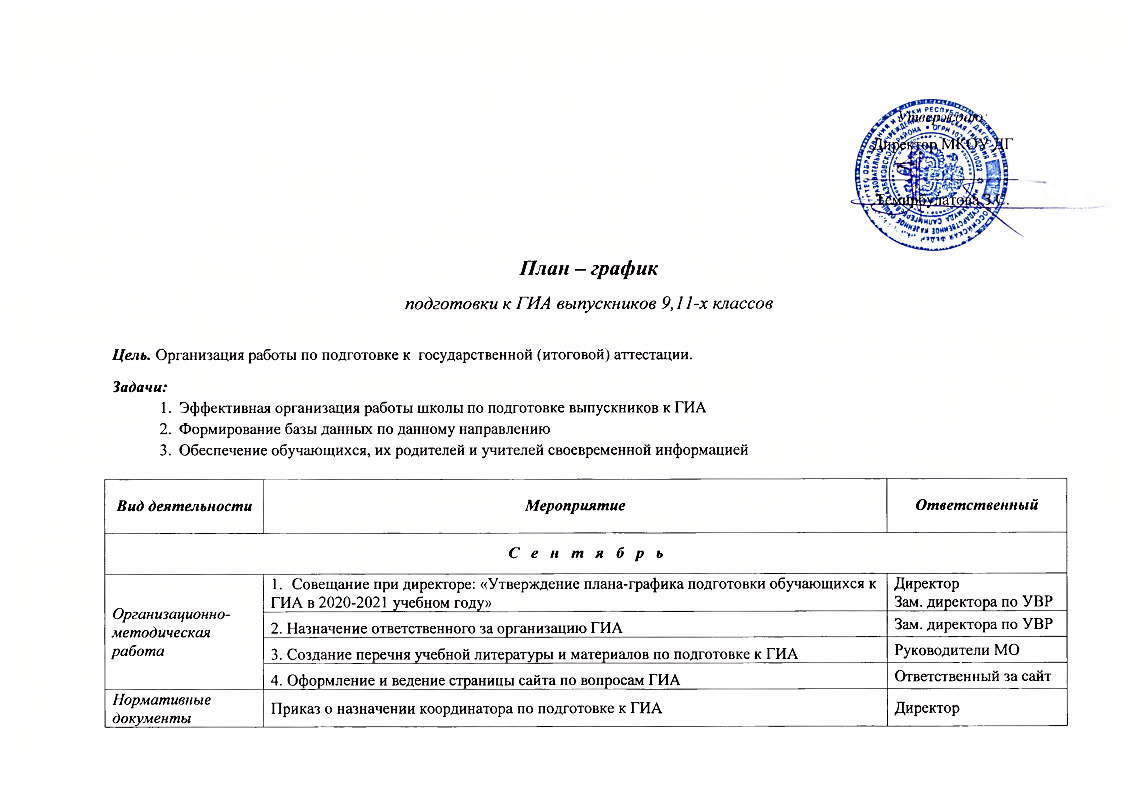 Утверждаю:
Директор МКОУ ДГ
Темирбулатова З.С.
План – график
подготовки к ГИА выпускников 9,11-х классов
Цель. Организация работы по подготовке к государственной (итоговой) аттестации.
Задачи:
1. Эффективная организация работы школы по подготовке выпускников к ГИА
2. Формирование базы данных по данному направлению
3. Обеспечение обучающихся, их родителей и учителей своевременной информацией
Вид деятельности Мероприятие Ответственный
С е н т я б р ь
Организационно-
методическая
работа
1. Совещание при директоре: «Утверждение плана-графика подготовки обучающихся к
ГИА в 2020-2021 учебном году»
Директор
Зам. директора по УВР
2. Назначение ответственного за организацию ГИА
Зам. директора по УВР
3. Создание перечня учебной литературы и материалов по подготовке к ГИА
Руководители МО
4. Оформление и ведение страницы сайта по вопросам ГИА
Ответственный за сайт
Нормативные
документы
Приказ о назначении координатора по подготовке к ГИА
Директор